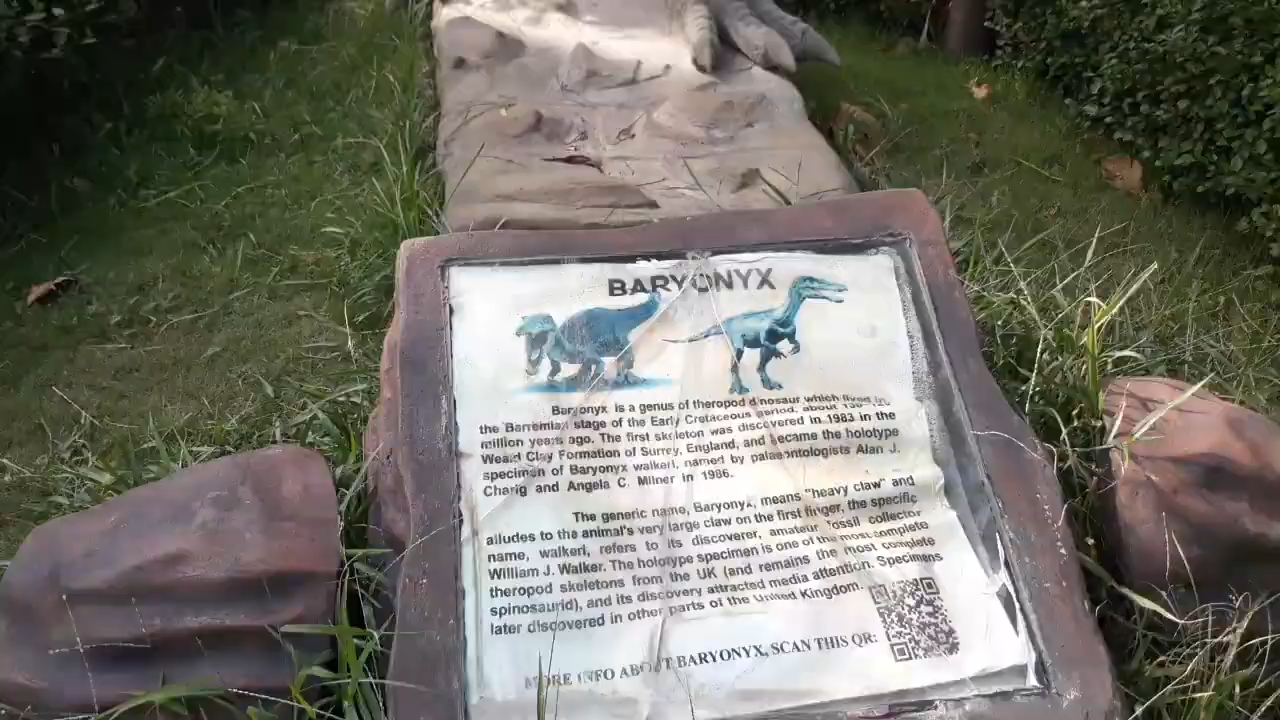 BARYONYX
Baryonyx is a genus of theropod dinosaur which lived in
the Barremian stage of the Early Cretaceous period, about
million years ago. The first skeleton was discovered in 1983 in the
Weald Clay Formation of Surrey, England, and became the holotype
specimen of Baryonyx walkeri, named by palaeontologists Alan J.
Charig and Angela C. Milner in 1986.
The generic name, Baryonyx, means "heavy claw" and
alludes to the animal's very large claw on the first finger, the specific
name, walkeri, refers to its discoverer, amateur fossil collector
William J. Walker. The holotype specimen is one of the most complete
theropod skeletons from the UK (and remains the most complete
spinosaurid), and its discovery attracted media attention. Specimens
later discovered in other parts of the United Kingdom.
MORE INFO ABOUT BARYONYX, SCAN THIS QR: